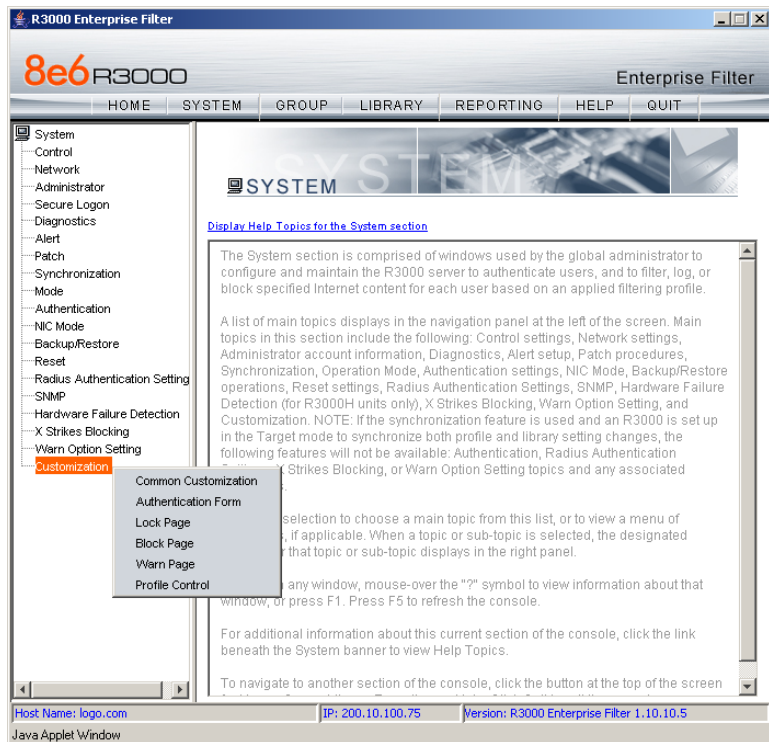 R3000 Enterprise Filter
8e6 R3000
Enterprise Filter
HOME SYSTEM GROUP LIBRARY REPORTING HELP QUIT
System
Control
Network
Administrator
Secure Logon
Diagnostics
Alert
Patch
Synchronization
Mode
Authentication
NIC Mode
Backup/Restore
Reset
Radius Authentication Setting
SNMP
Hardware Failure Detection
X Strikes Blocking
Warn Option Setting
Customization
Common Customization
Authentication Form
Lock Page
Block Page
Warn Page
Profile Control
SYSTEM
SYSTEM
Display Help Topics for the System section
The System section is comprised of windows used by the global administrator to
configure and maintain the R3000 server to authenticate users, and to filter, log, or
block specified Internet content for each user based on an applied filtering profile.
A list of main topics displays in the navigation panel at the left of the screen. Main
topics in this section include the following: Control settings, Network settings,
Administrator account information, Diagnostics, Alert setup, Patch procedures,
Synchronization, Operation Mode, Authentication settings, NIC Mode, Backup/Restore
operations, Reset settings, Radius Authentication Settings, SNMP, Hardware Failure
Detection (for R3000H units only), X Strikes Blocking, Warn Option Setting, and
Customization. NOTE: If the synchronization feature is used and an R3000 is set up
in the Target mode to synchronize both profile and library setting changes, the
following features will not be available: Authentication, Radius Authentication
Strikes Blocking, or Warn Option Setting topics and any associated
selection to choose a main topic from this list, or to view a menu of
if applicable. When a topic or sub-topic is selected, the designated
that topic or sub-topic displays in the right panel.
any window, mouse-over the "?" symbol to view information about that
window, or press F1. Press F5 to refresh the console.
For additional information about this current section of the console, click the link
beneath the System banner to view Help Topics.
To navigate to another section of the console, click the button at the top of the screen
Host Name: logo.com IP: 200.10.100.75 Version: R3000 Enterprise Filter 1.10.10.5
Java Applet Window